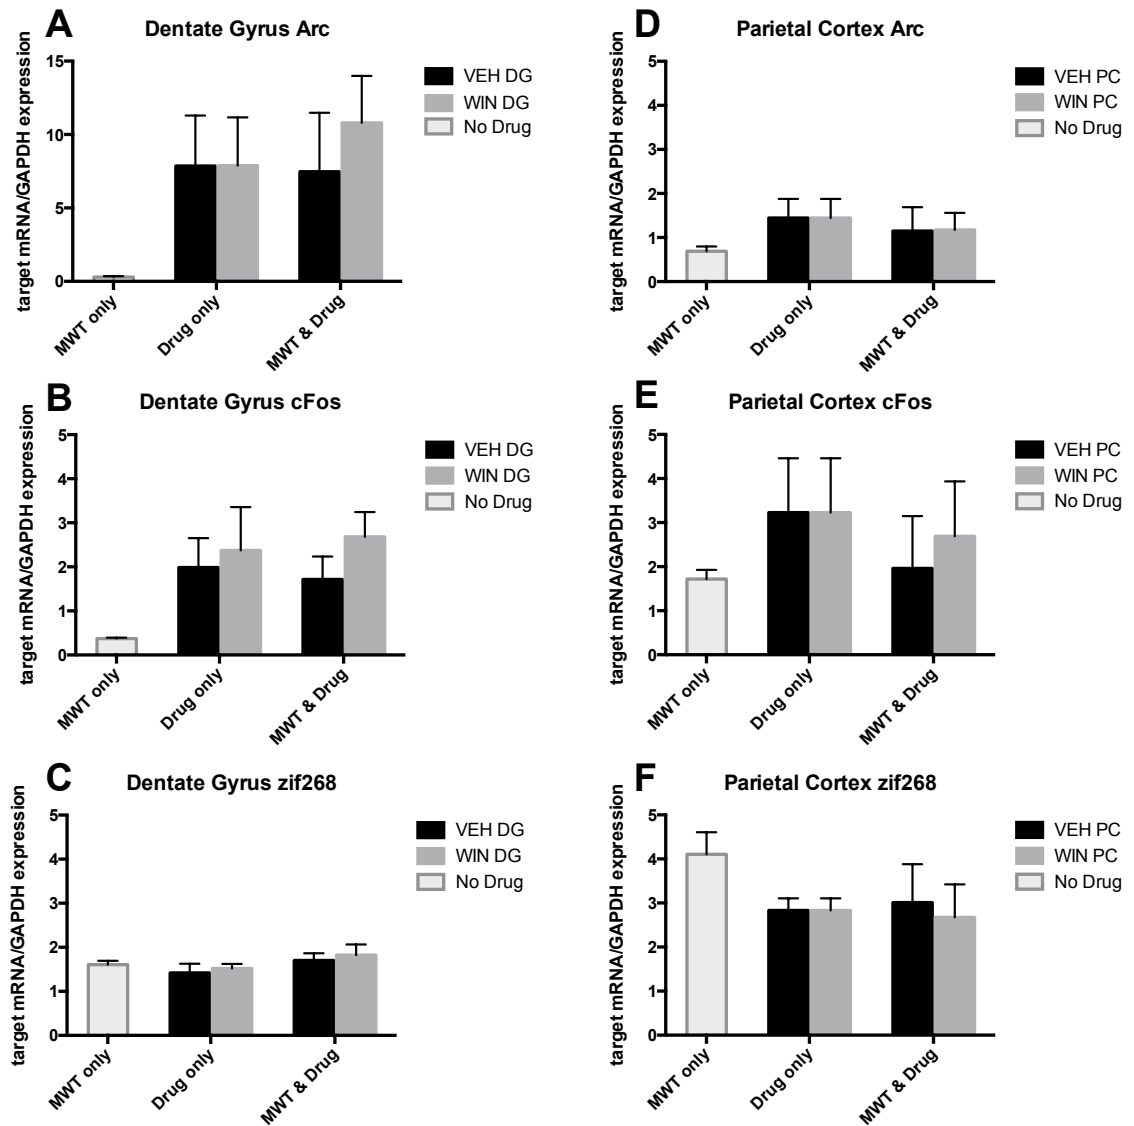 A
Dentate Gyrus Arc
target mRNA/GAPDH expression
15
10
5
0
MWT only
Drug only
MWT & Drug
VEH DG
WIN DG
No Drug
D
Parietal Cortex Arc
target mRNA/GAPDH expression
5
4
3
2
1
0
MWT only
Drug only
MWT & Drug
VEH PC
WIN PC
No Drug
B
Dentate Gyrus cFos
target mRNA/GAPDH expression
5
4
3
2
1
0
MWT only
Drug only
MWT & Drug
VEH DG
WIN DG
No Drug
E
Parietal Cortex cFos
target mRNA/GAPDH expression
5
4
3
2
1
0
MWT only
Drug only
MWT & Drug
VEH PC
WIN PC
No Drug
C
Dentate Gyrus zif268
target mRNA/GAPDH expression
5
4
3
2
1
0
MWT only
Drug only
MWT & Drug
VEH DG
WIN DG
No Drug
F
Parietal Cortex zif268
target mRNA/GAPDH expression
5
4
3
2
1
0
MWT only
Drug only
MWT & Drug
VEH PC
WIN PC
No Drug